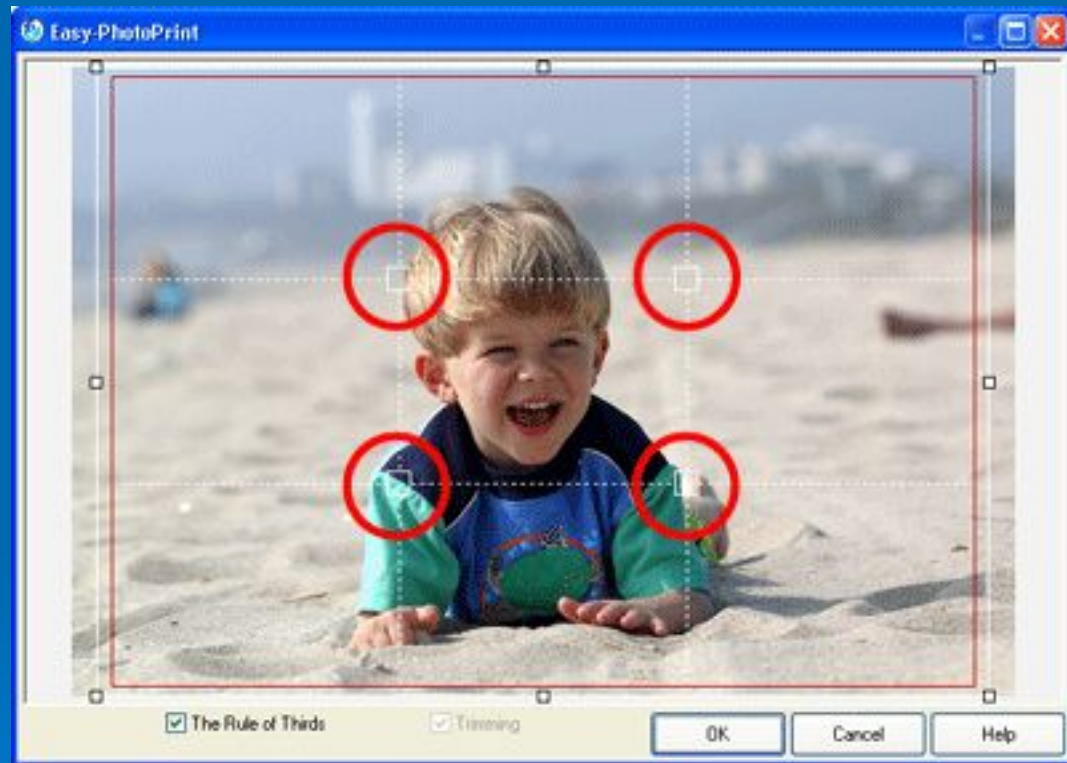 Easy-PhotoPrint
The Rule of Thirds
Trimming
OK
Cancel
Help